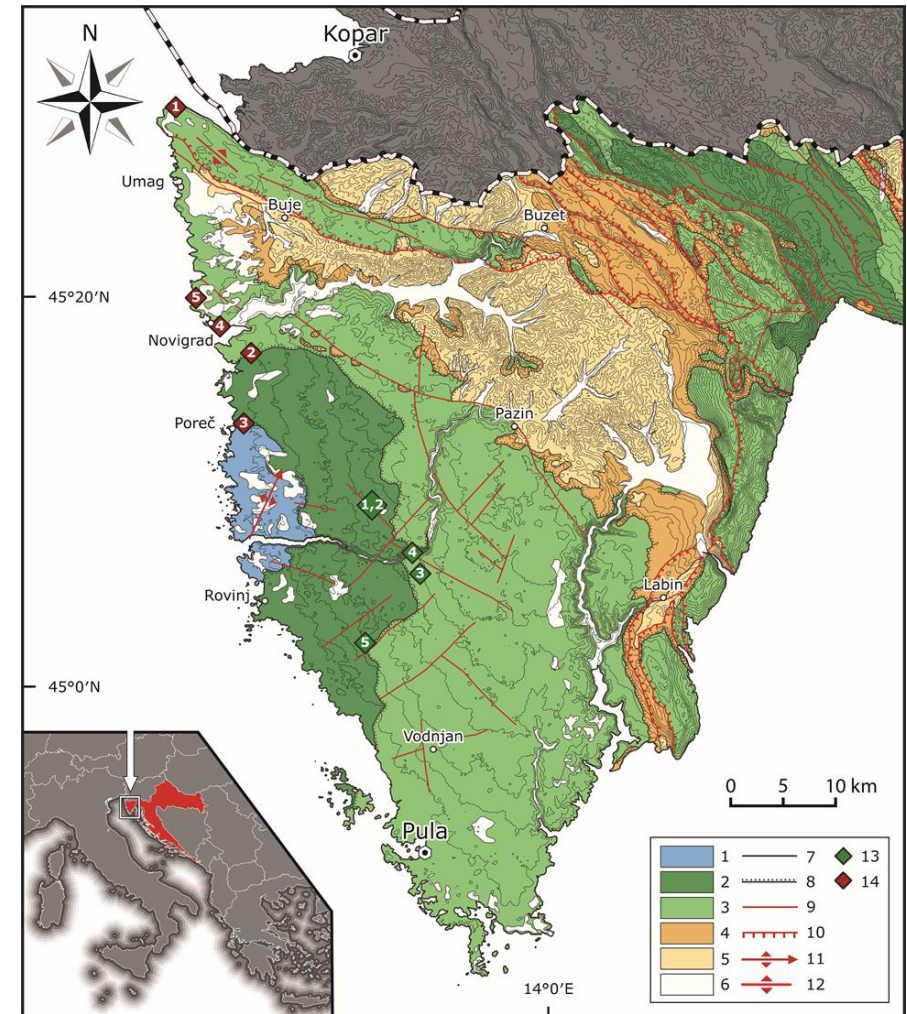 N
Kopar
1
Umag
Buje
Buzet
45°20′N
5
4
Novigrad
2
Poreč
3
Pazin
1,2
4
3
Rovinj
Labin
5
45°0′N
Vodnjan
0 5 10 km
Pula
14°0′E
1 7 13
2 8 14
3 9
4 10
5 11
6 12